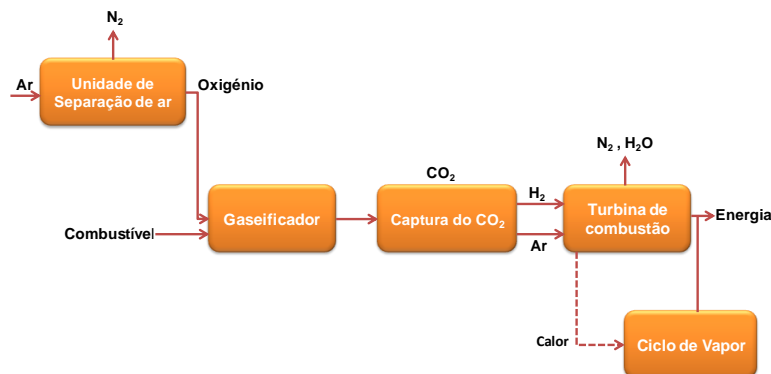 N₂
Ar
Unidade de
Separação de ar
Oxigénio
Combustível
Gaseificador
CO₂
Captura do CO₂
H₂
Ar
N₂ , H₂O
Turbina de
combustão
Energia
Calor
Ciclo de Vapor